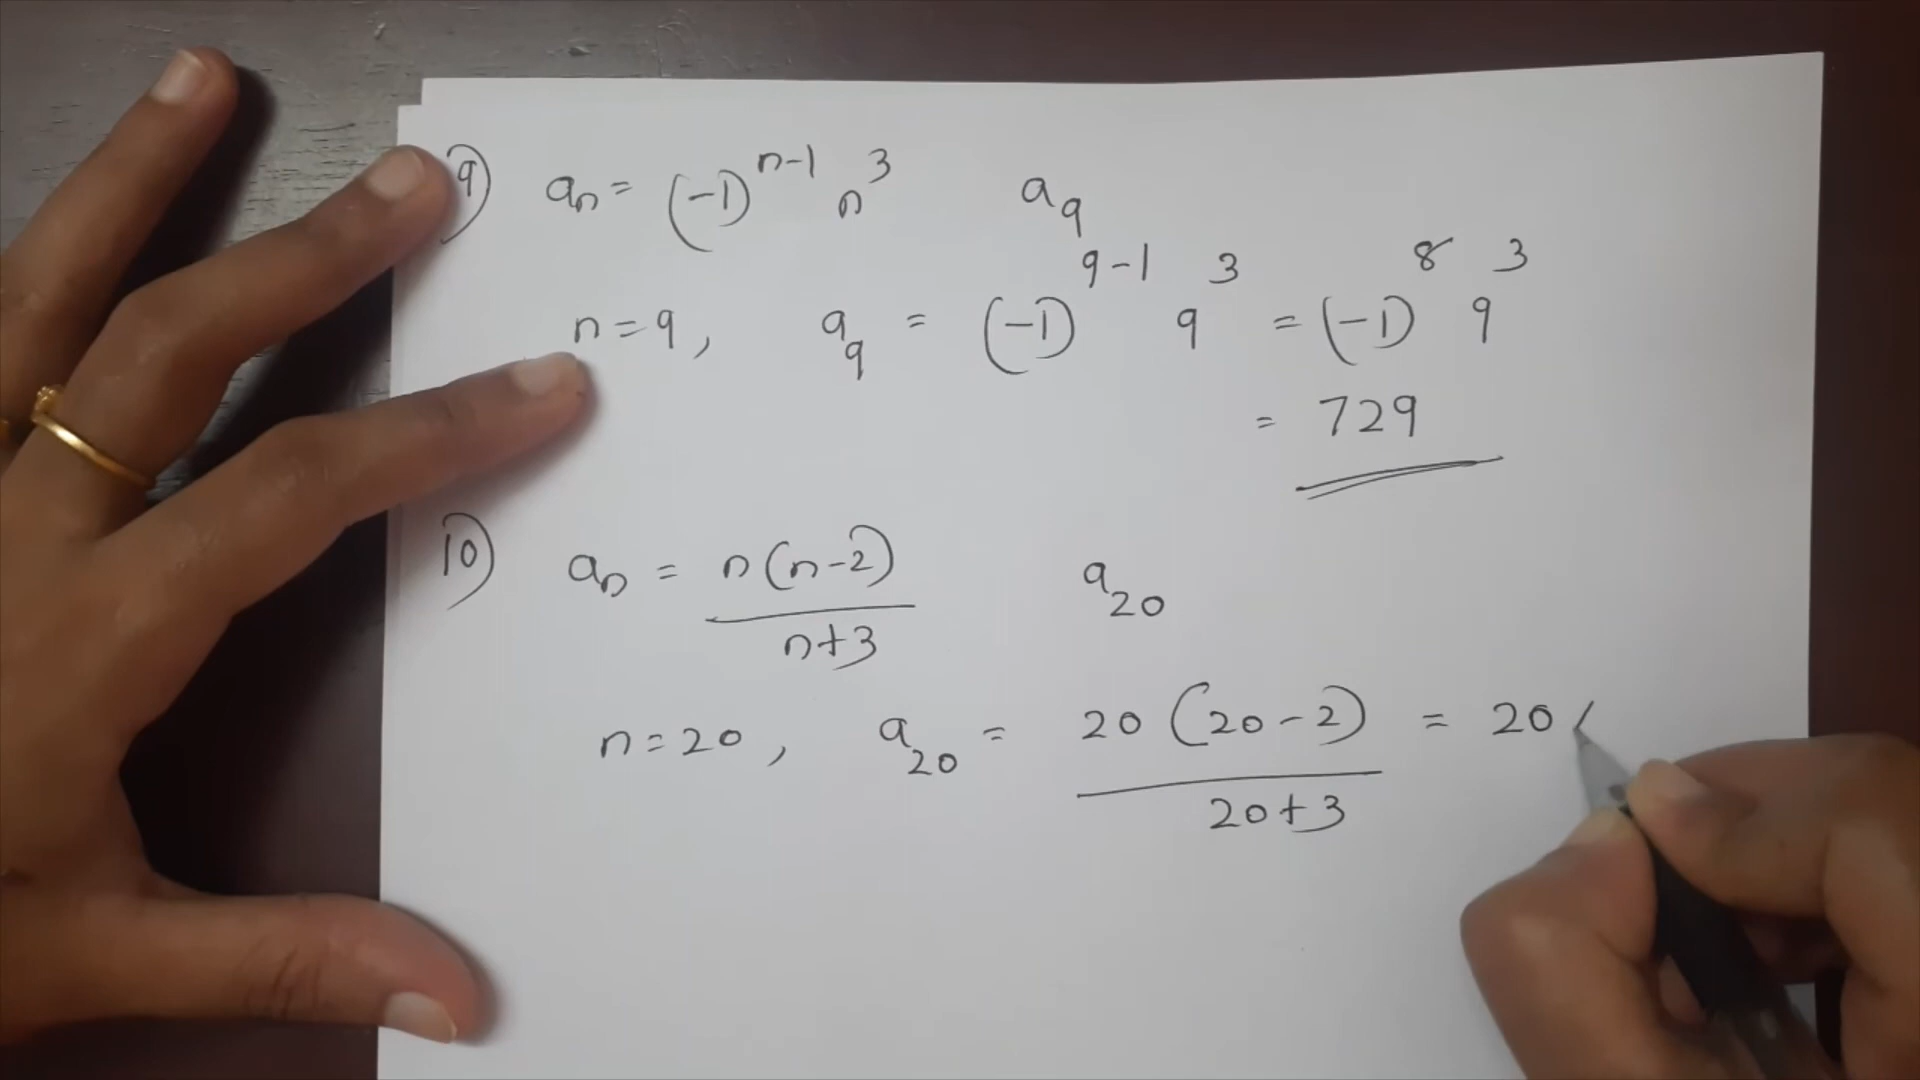 9) aₙ = (-1)ⁿ⁻¹ n³ a₉
n = 9, a₉ = (-1)⁹⁻¹ 9³ = (-1)⁸ 9³
= 729
10) aₙ = n(n-2)/n+3 a₂₀
n = 20, a₂₀ = 20(20-2)/20+3 = 20(